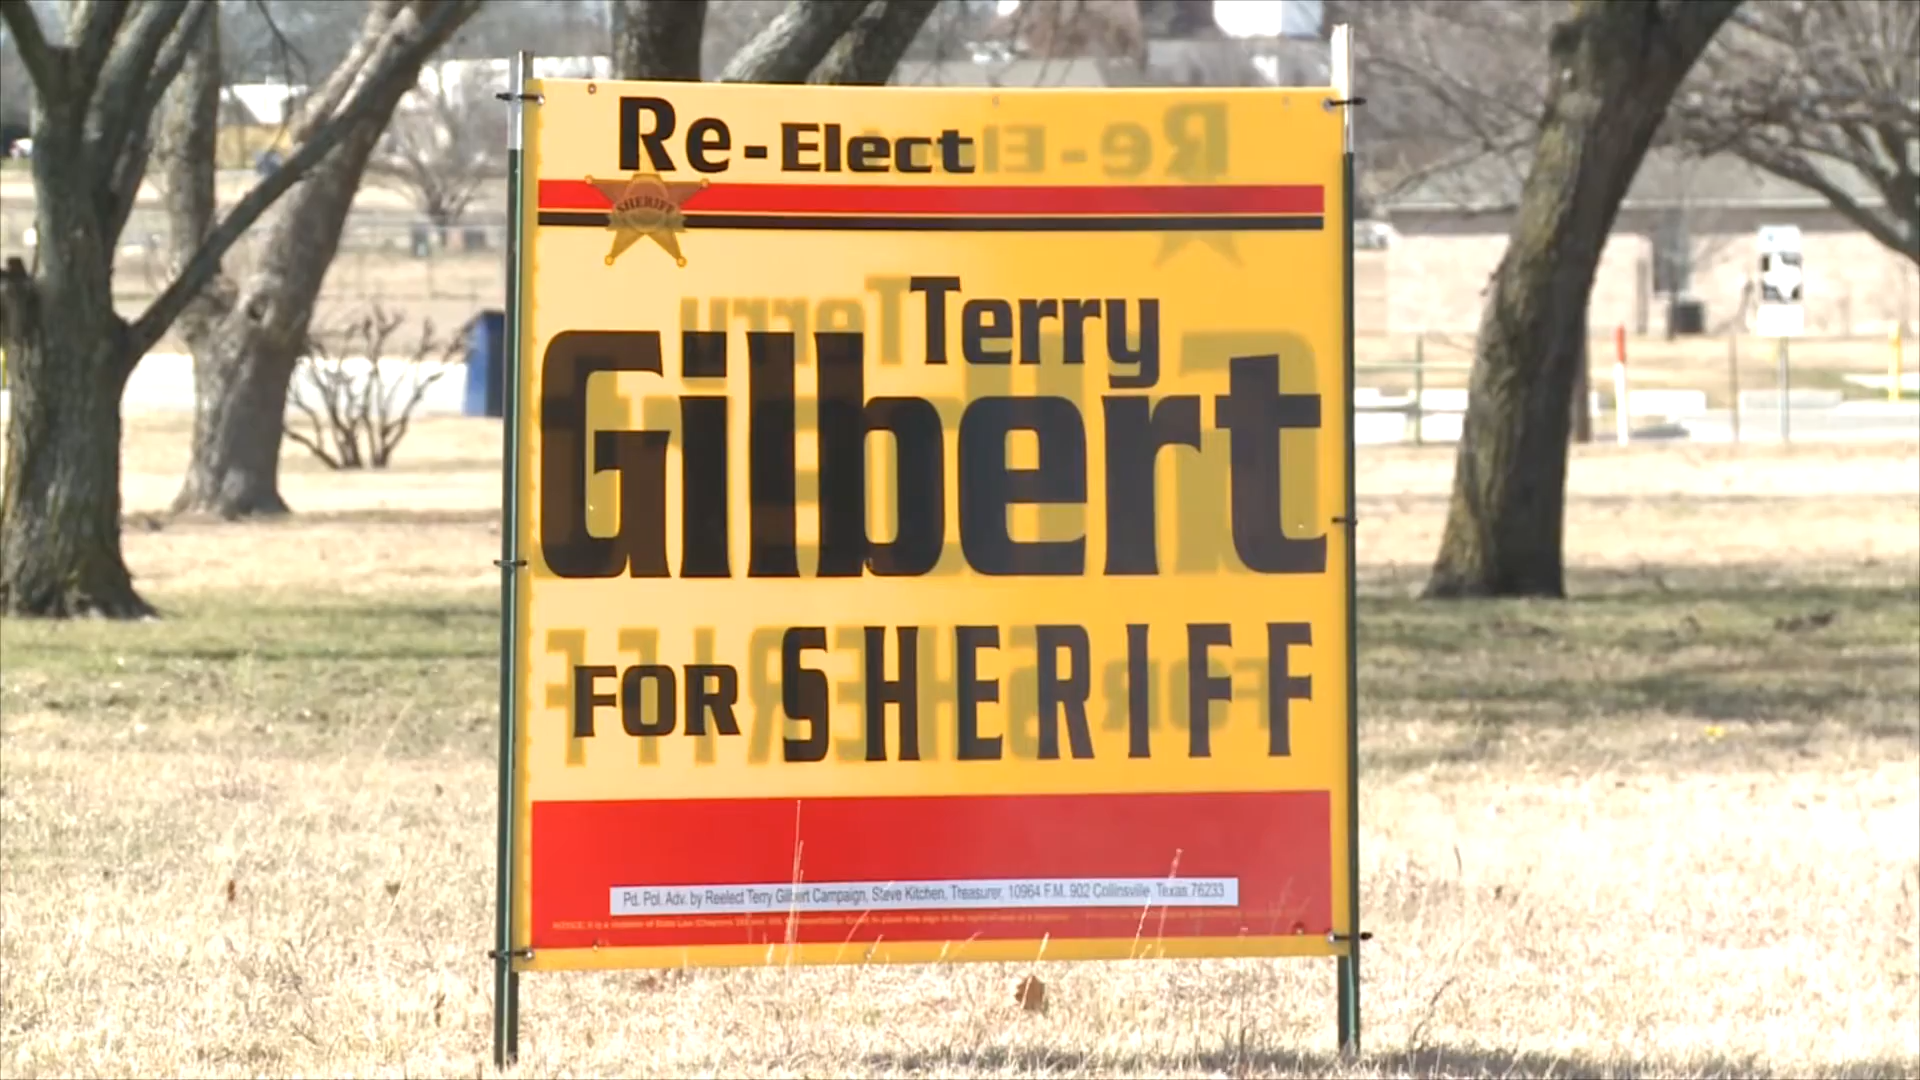 Re-Elect
SHERIFF
Terry
Gilbert
FOR SHERIFF
Pd. Pol. Adv. by Reelect Terry Gilbert Campaign, Steve Kitchen, Treasurer, 10964 F.M. 902 Collinsville, Texas 76233